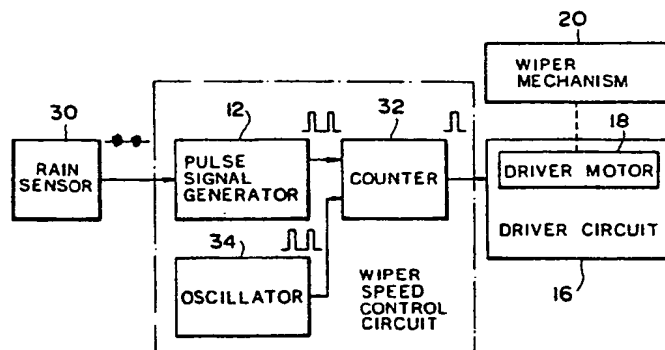 20
WIPER
MECHANISM
30
12
32
18
RAIN
SENSOR
PULSE
SIGNAL
GENERATOR
COUNTER
DRIVER MOTOR
DRIVER CIRCUIT
34
OSCILLATOR
WIPER
SPEED
CONTROL
CIRCUIT
16